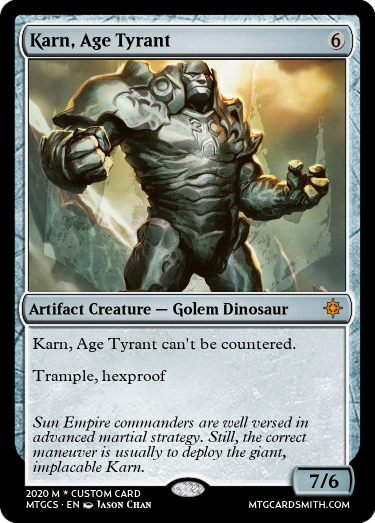 Karn, Age Tyrant 6
Artifact Creature — Golem Dinosaur
Karn, Age Tyrant can't be countered.
Trample, hexproof
Sun Empire commanders are well versed in
advanced martial strategy. Still, the correct
maneuver is usually to deploy the giant,
implacable Karn.
7/6
2020 M * CUSTOM CARD
MTGCS • EN Jason Chan
MTGCARDSMITH.COM